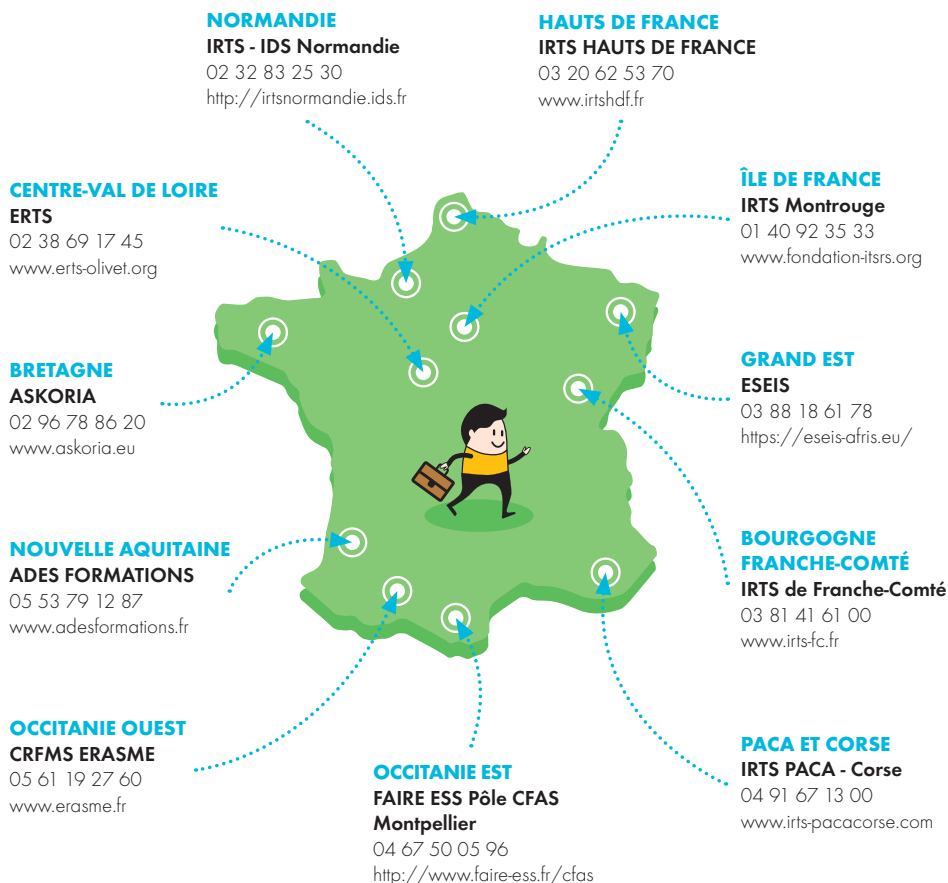 NORMANDIE
IRTS - IDS Normandie
02 32 83 25 30
http://irtsnormandie.ids.fr
HAUTS DE FRANCE
IRTS HAUTS DE FRANCE
03 20 62 53 70
www.irtshdf.fr
CENTRE-VAL DE LOIRE
ERTS
02 38 69 17 45
www.erts-olivet.org
ÎLE DE FRANCE
IRTS Montrouge
01 40 92 35 33
www.fondation-itsrs.org
BRETAGNE
ASKORIA
02 96 78 86 20
www.askoria.eu
GRAND EST
ESEIS
03 88 18 61 78
https://eseis-afris.eu/
NOUVELLE AQUITAINE
ADES FORMATIONS
05 53 79 12 87
www.adesformations.fr
BOURGOGNE
FRANCHE-COMTÉ
IRTS de Franche-Comté
03 81 41 61 00
www.irts-fc.fr
OCCITANIE OUEST
CRFMS ERASME
05 61 19 27 60
www.erasme.fr
OCCITANIE EST
FAIRE ESS Pôle CFAS
Montpellier
04 67 50 05 96
http://www.faire-ess.fr/cfas
PACA ET CORSE
IRTS PACA - Corse
04 91 67 13 00
www.irts-pacacorse.com